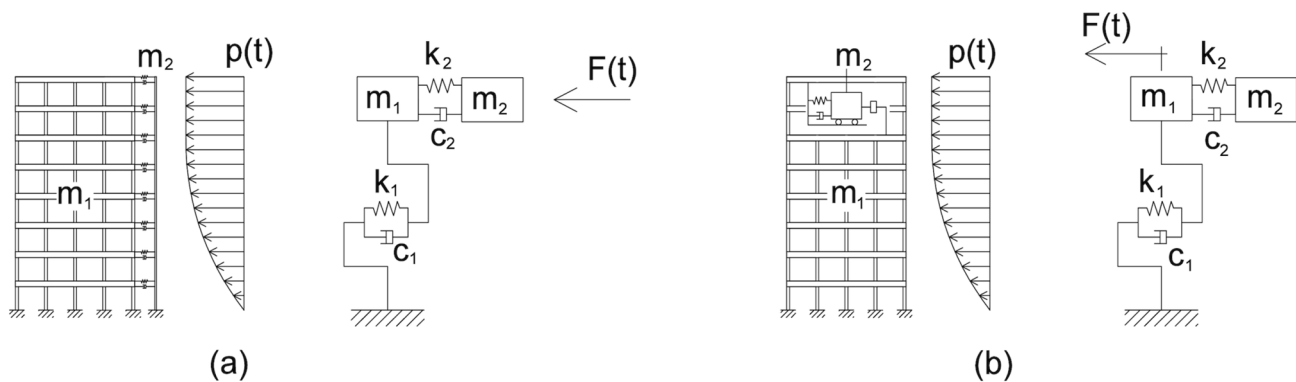 m₂ p(t)
m₁
k₂
m₁ m₂
c₂
F(t)
k₁
c₁
(a)
m₂ p(t)
m₁
F(t)
k₂
m₁ m₂
c₂
k₁
c₁
(b)